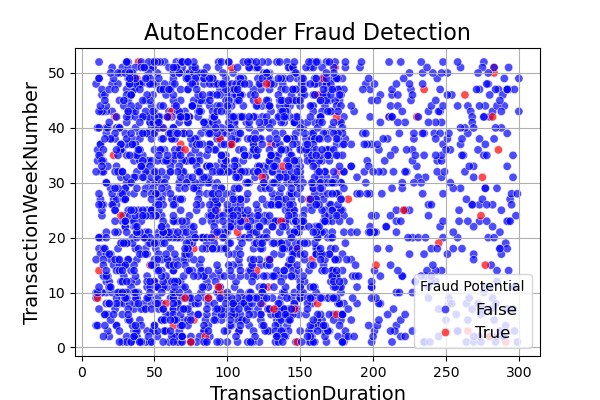 AutoEncoder Fraud Detection
TransactionWeekNumber
50
40
30
20
10
0
Fraud Potential
False
True
0 50 100 150 200 250 300
TransactionDuration